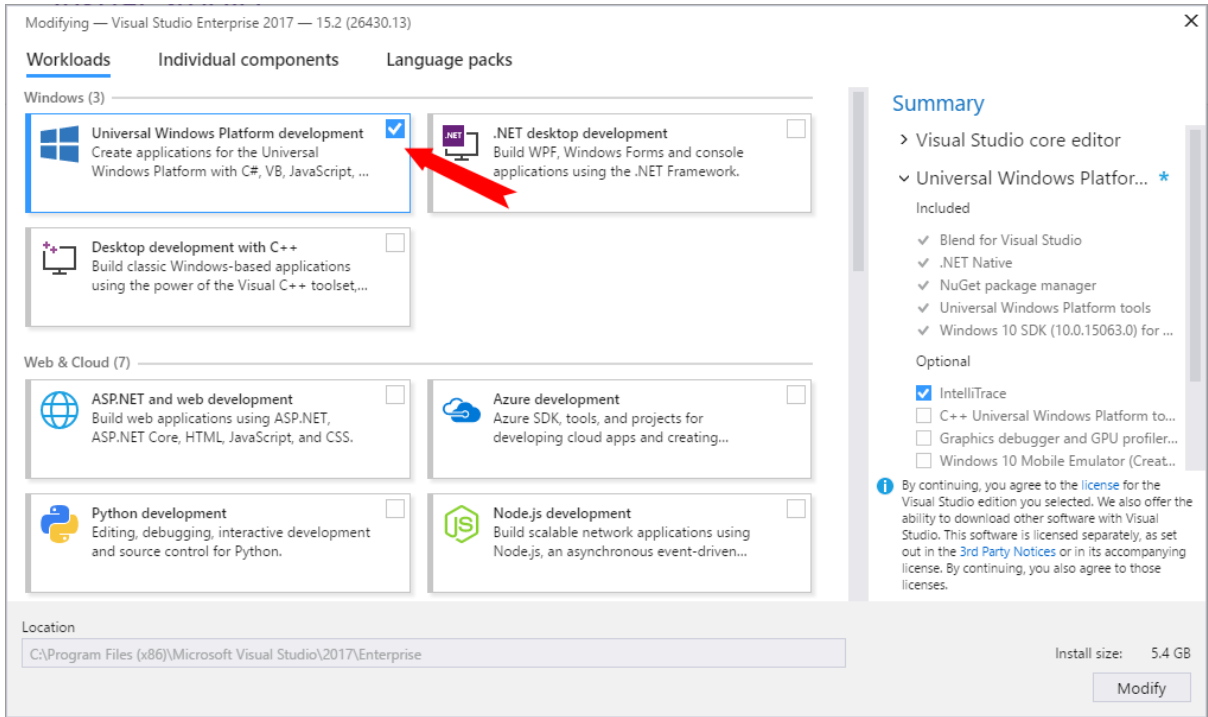 Modifying — Visual Studio Enterprise 2017 — 15.2 (26430.13)
Workloads
Individual components
Language packs
Windows (3)
Universal Windows Platform development
Create applications for the Universal
Windows Platform with C#, VB, JavaScript, ...
.NET
.NET desktop development
Build WPF, Windows Forms and console
applications using the .NET Framework.
Desktop development with C++
Build classic Windows-based applications
using the power of the Visual C++ toolset,...
Web & Cloud (7)
ASP.NET and web development
Build web applications using ASP.NET,
ASP.NET Core, HTML, JavaScript, and CSS.
Azure development
Azure SDK, tools, and projects for
developing cloud apps and creating...
Python development
Editing, debugging, interactive development
and source control for Python.
JS
Node.js development
Build scalable network applications using
Node.js, an asynchronous event-driven...
Summary
Visual Studio core editor
Universal Windows Platfor... *
Included
Blend for Visual Studio
.NET Native
NuGet package manager
Universal Windows Platform tools
Windows 10 SDK (10.0.15063.0) for ...
Optional
IntelliTrace
C++ Universal Windows Platform to...
Graphics debugger and GPU profiler...
Windows 10 Mobile Emulator (Creat...
By continuing, you agree to the license for the
Visual Studio edition you selected. We also offer the
ability to download other software with Visual
Studio. This software is licensed separately, as set
out in the 3rd Party Notices or in its accompanying
license. By continuing, you also agree to those
licenses.
Location
C:\Program Files (x86)\Microsoft Visual Studio\2017\Enterprise
Install size: 5.4 GB
Modify